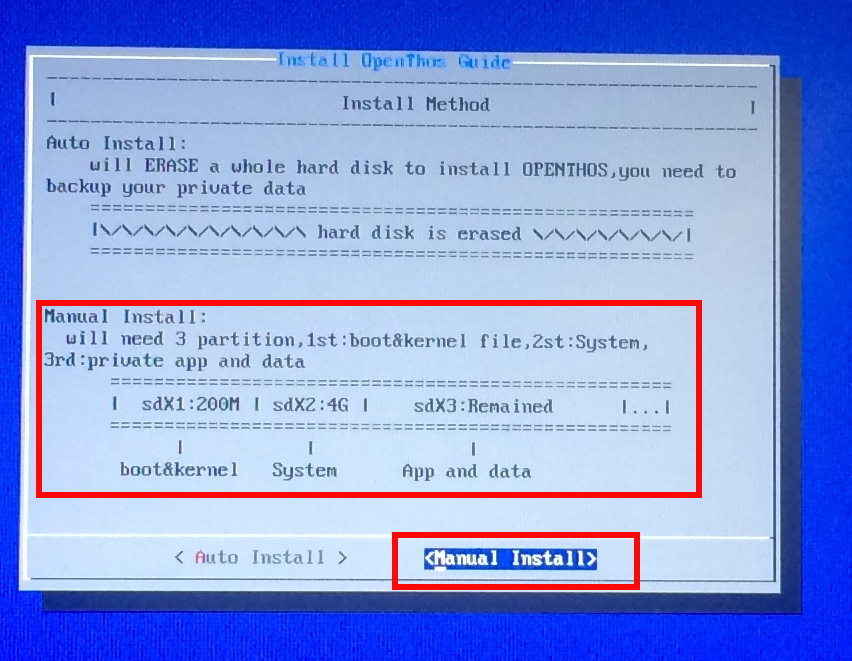 Install OpenThos Guide
Install Method
Auto Install:
will ERASE a whole hard disk to install OPENTHOS,you need to
backup your private data
|\/\/\/\/\/\/\/\/\/\ hard disk is erased \/\/\/\/\/\/\/|
Manual Install:
will need 3 partition,1st:boot&kernel file,2st:System,
3rd:private app and data
| sdX1:200M | sdX2:4G | sdX3:Remained |...|
boot&kernel System App and data
< Auto Install > <Manual Install>